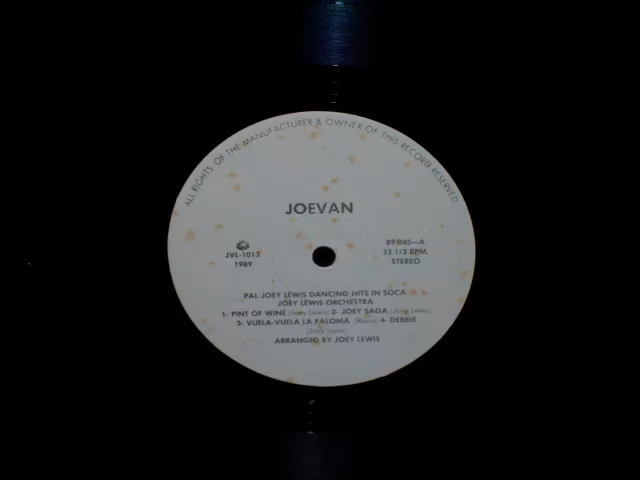 ALL RIGHTS OF THE MANUFACTURER & OWNER OF THIS RECORD RESERVED
JOEVAN
JVL-1013
1989
89.045-A
33 1/3 RPM.
STEREO
PAL JOEY LEWIS DANCING HITS IN SOCA
JOEY LEWIS ORCHESTRA
1- PINT OF WINE (Joey Lewis) 2- JOEY SAGA (Joey Lewis)
3- VUELA-VUELA LA PALOMA 4- DEBBIE
(Joey Lewis)
ARRANGED BY JOEY LEWIS